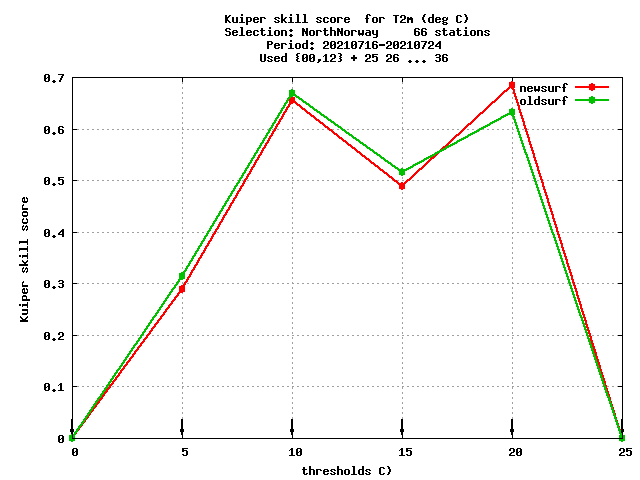 Kuiper skill score  for T2m (deg C)
Selection: NorthNorway     66 stations
Period: 20210716-20210724
Used {00,12} + 25 26 ... 36
0.7
newsurf
oldsurf
0.6
0.5
0.4
0.3
0.2
0.1
0
Kuiper skill score
0 5 10 15 20 25
thresholds C)